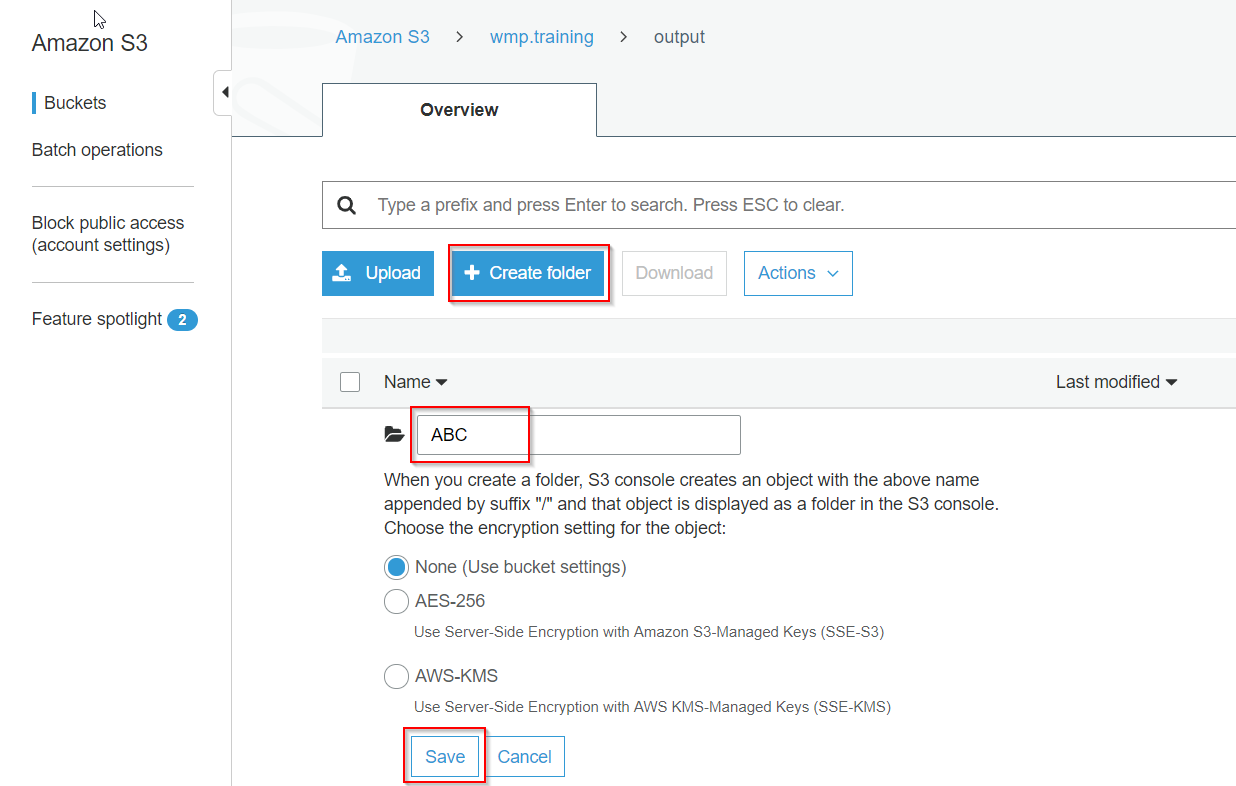 Amazon S3
Buckets
Batch operations
Block public access
(account settings)
Feature spotlight 2
Amazon S3 > wmp.training > output
Overview
Type a prefix and press Enter to search. Press ESC to clear.
Upload + Create folder Download Actions
Name Last modified
ABC
When you create a folder, S3 console creates an object with the above name
appended by suffix "/" and that object is displayed as a folder in the S3 console.
Choose the encryption setting for the object:
None (Use bucket settings)
AES-256
Use Server-Side Encryption with Amazon S3-Managed Keys (SSE-S3)
AWS-KMS
Use Server-Side Encryption with AWS KMS-Managed Keys (SSE-KMS)
Save Cancel